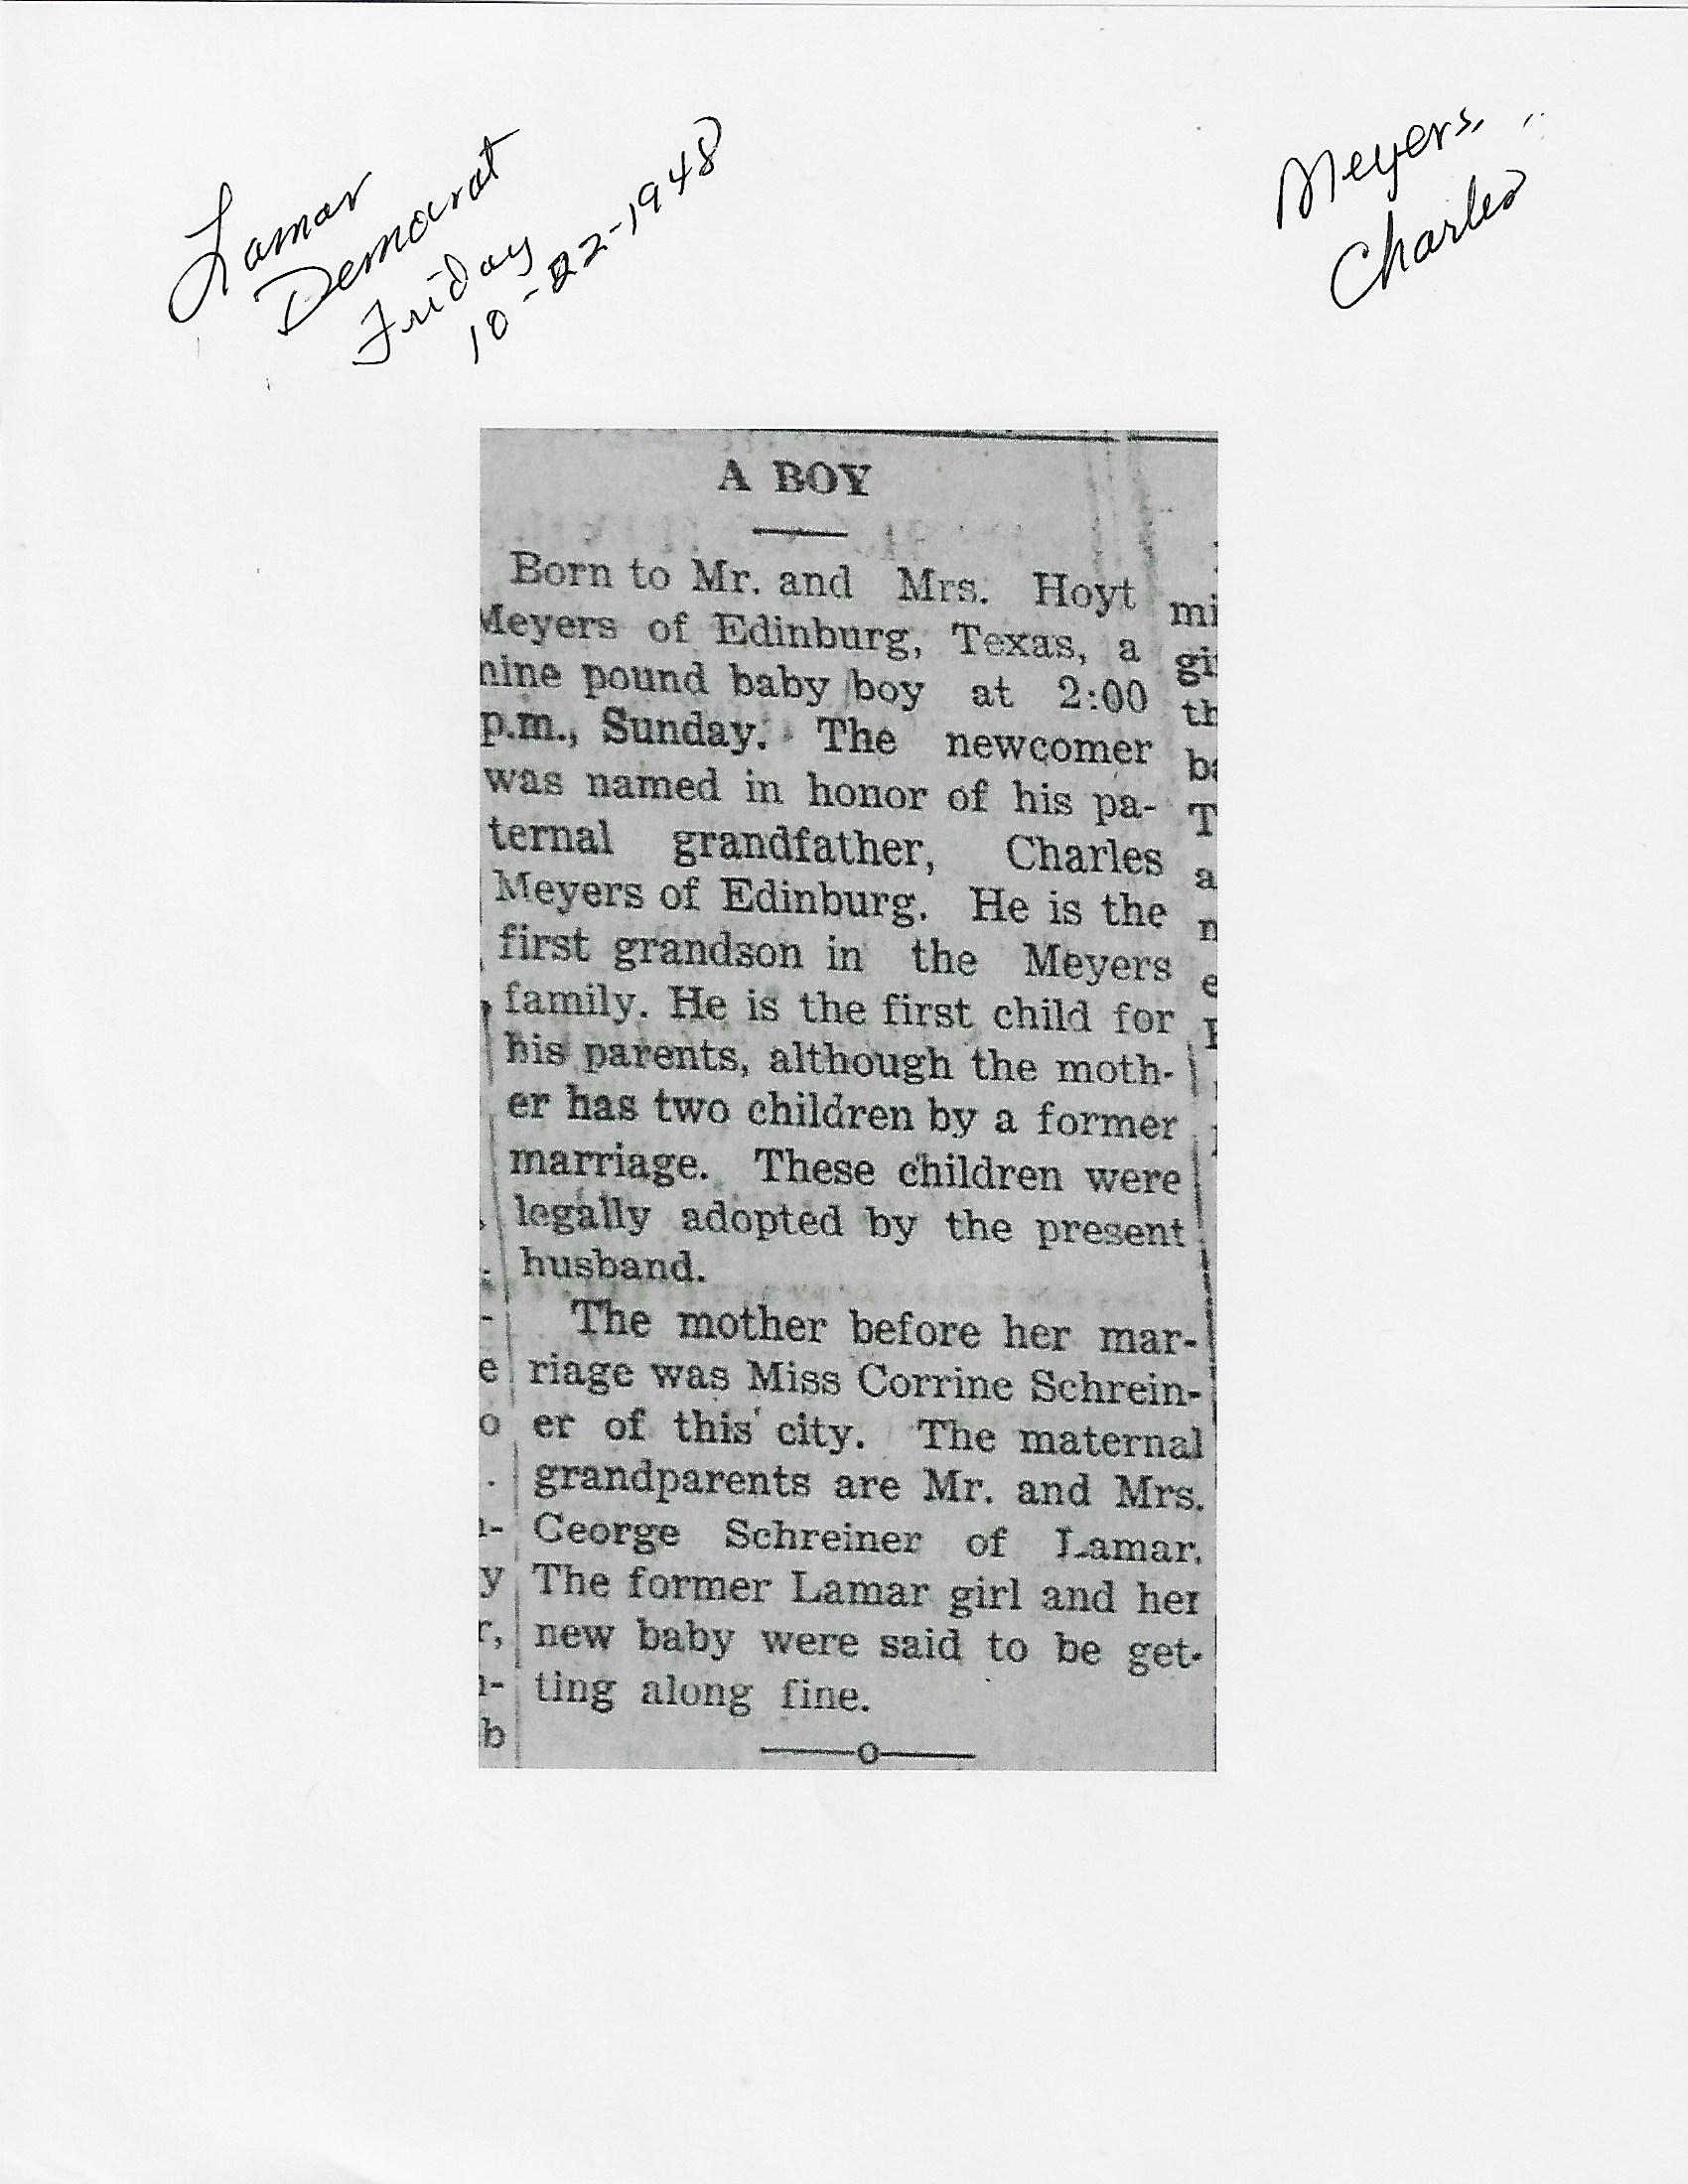 Lamar
Democrat
Friday
10-22-1948
Meyers,
Charles
A BOY
Born to Mr. and Mrs. Hoyt
Meyers of Edinburg, Texas, a
nine pound baby boy at 2:00
p.m., Sunday. The newcomer
was named in honor of his pa-
ternal grandfather, Charles
Meyers of Edinburg. He is the
first grandson in the Meyers
family. He is the first child for
his parents, although the moth-
er has two children by a former
marriage. These children were
legally adopted by the present
husband.
The mother before her mar-
riage was Miss Corrine Schrein-
er of this city. The maternal
grandparents are Mr. and Mrs.
Ceorge Schreiner of Lamar.
The former Lamar girl and her
new baby were said to be get-
ting along fine.